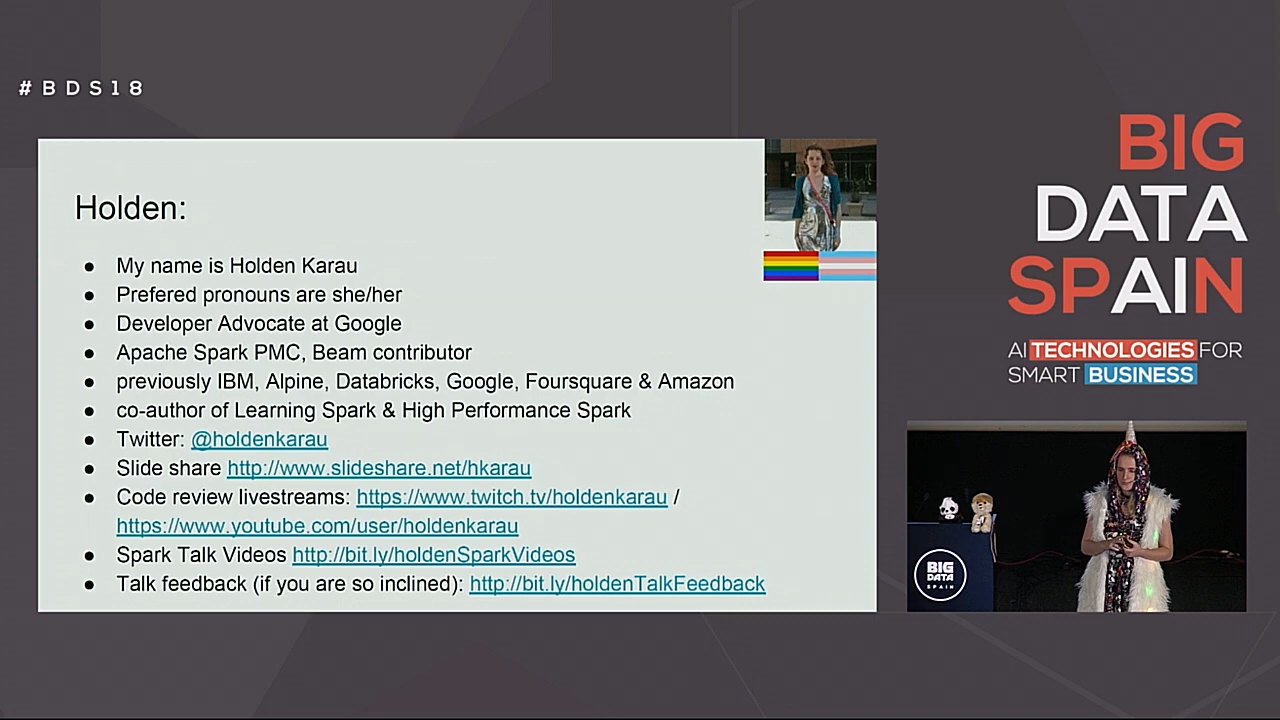 #BDS18
BIG
DATA
SPAIN
AI TECHNOLOGIES FOR
SMART BUSINESS
Holden:
● My name is Holden Karau
● Prefered pronouns are she/her
● Developer Advocate at Google
● Apache Spark PMC, Beam contributor
● previously IBM, Alpine, Databricks, Google, Foursquare & Amazon
● co-author of Learning Spark & High Performance Spark
● Twitter: @holdenkarau
● Slide share http://www.slideshare.net/hkarau
● Code review livestreams: https://www.twitch.tv/holdenkarau /
https://www.youtube.com/user/holdenkarau
● Spark Talk Videos http://bit.ly/holdenSparkVideos
● Talk feedback (if you are so inclined): http://bit.ly/holdenTalkFeedback
BIG
DATA
SPAIN